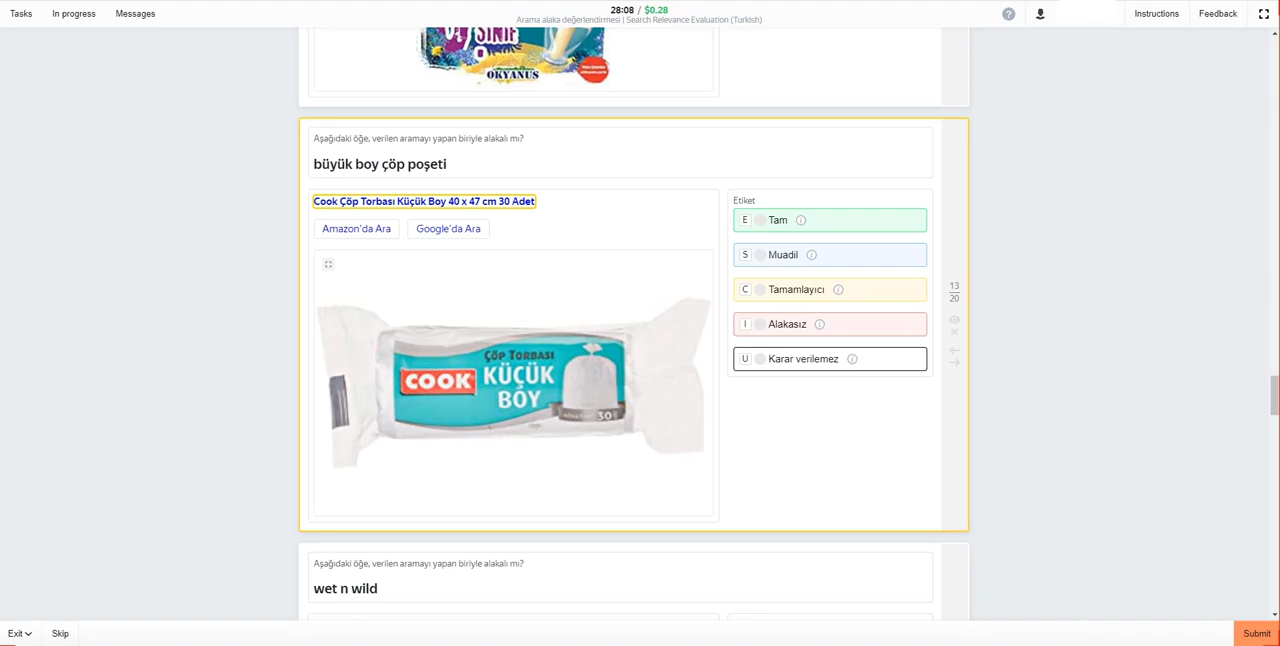 Tasks
In progress
Messages
28:08 / $0.28
Arama alaka değerlendirmesi | Search Relevance Evaluation (Turkish)
Instructions
Feedback
SINIF
OKYANUS
Aşağıdaki öğe, verilen aramayı yapan biriyle alakalı mı?
büyük boy çöp poşeti
Cook Çöp Torbası Küçük Boy 40 x 47 cm 30 Adet
Amazon'da Ara
Google'da Ara
ÇÖP TORBASI
COOK
KÜÇÜK
BOY
30
Etiket
E Tam
S Muadil
C Tamamlayıcı
I Alakasız
U Karar verilemez
13
20
Aşağıdaki öğe, verilen aramayı yapan biriyle alakalı mı?
wet n wild
Exit
Skip
Submit